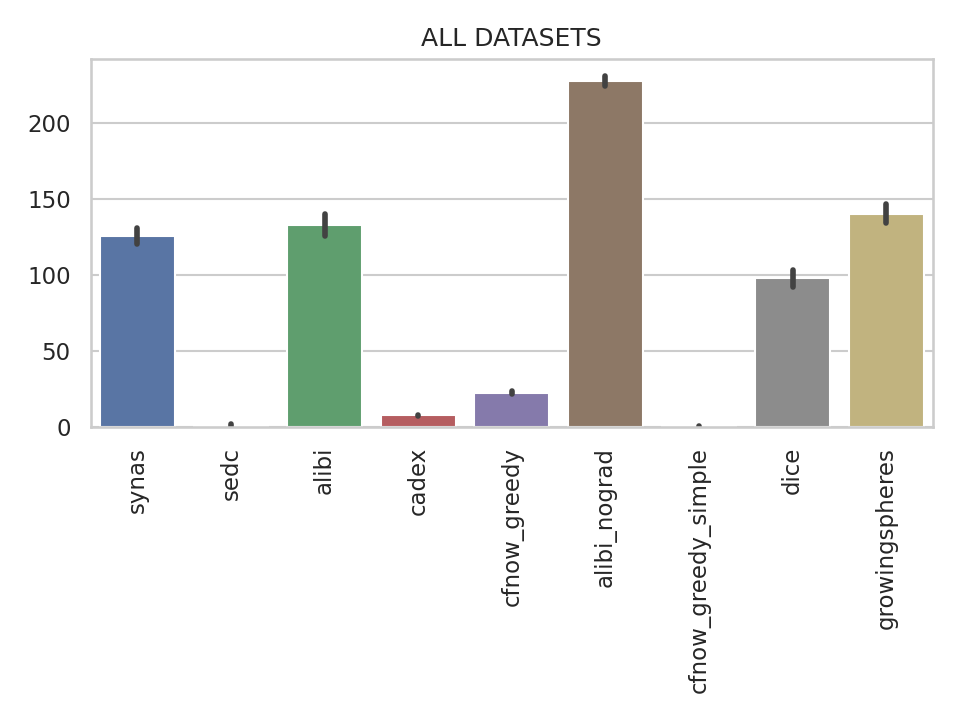 ALL DATASETS
200
150
100
50
0
synas
sedc
alibi
cadex
cfnow_greedy
alibi_nograd
cfnow_greedy_simple
dice
growingspheres